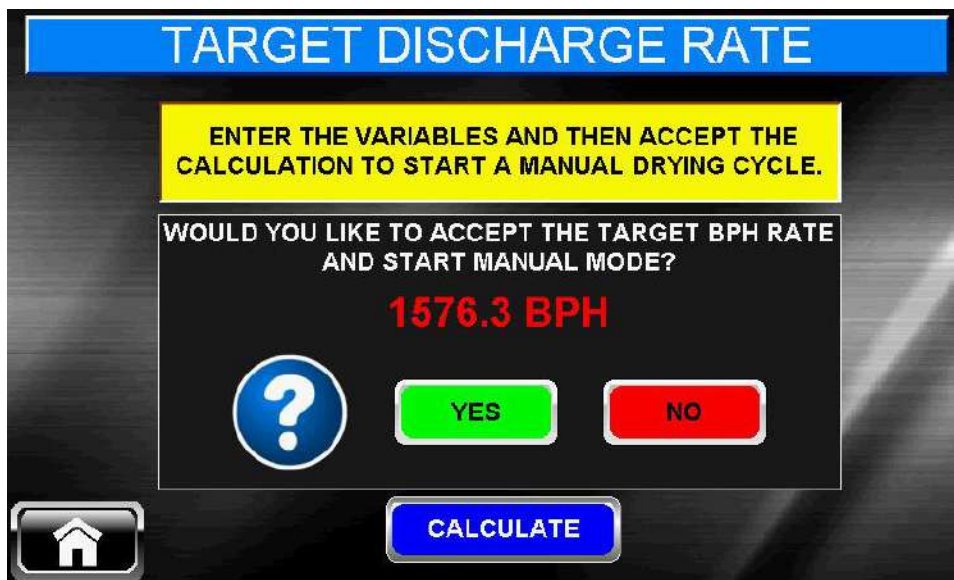 TARGET DISCHARGE RATE
ENTER THE VARIABLES AND THEN ACCEPT THE
CALCULATION TO START A MANUAL DRYING CYCLE.
WOULD YOU LIKE TO ACCEPT THE TARGET BPH RATE
AND START MANUAL MODE?
1576.3 BPH
?
YES
NO
CALCULATE